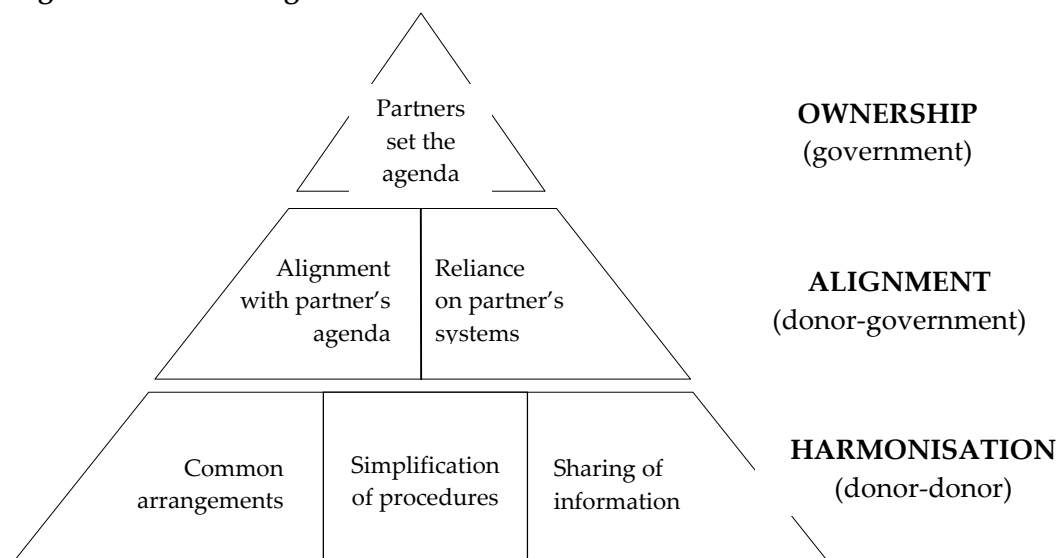 Partners
set the
agenda
OWNERSHIP
(government)
Alignment
with partner's
agenda
Reliance
on partner's
systems
ALIGNMENT
(donor-government)
Common
arrangements
Simplification
of procedures
Sharing of
information
HARMONISATION
(donor-donor)